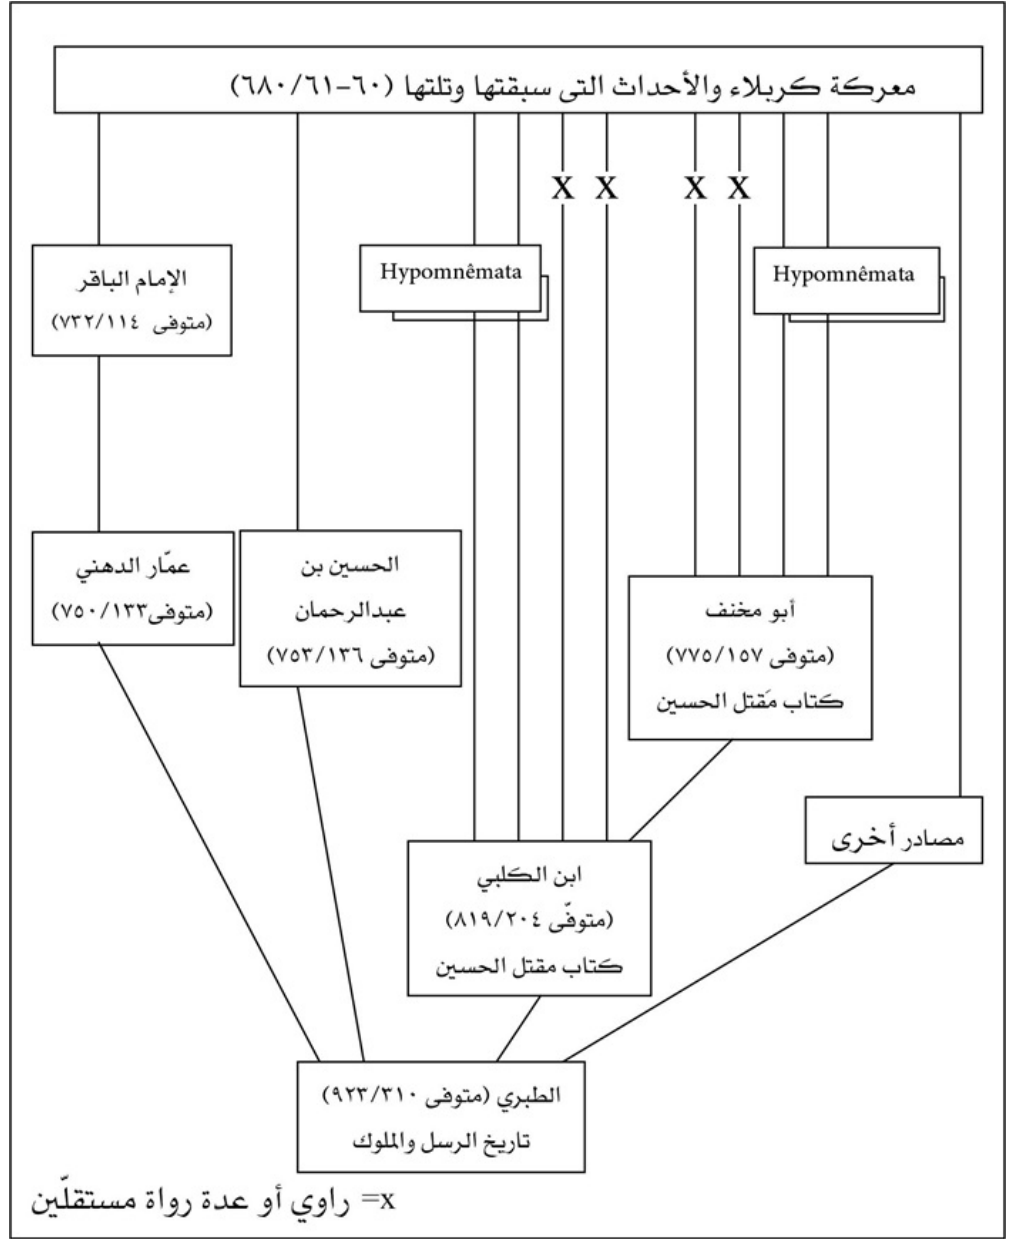 معركة كربلاء والأحداث التى سبقتها وتلتها (٦٠-٦١/٦٨٠)
X X X X
Hypomnêmata
Hypomnêmata
الإمام الباقر
(متوفى ١١٤/٧٣٢)
عمّار الدهني
(متوفى١٣٣/٧٥٠)
الحسين بن
عبدالرحمان
(متوفى ١٣٦/٧٥٣)
أبو مخنف
(متوفى ١٥٧/٧٧٥)
كتاب مَقتل الحسين
مصادر أخرى
ابن الكلبي
(متوفّى ٢٠٤/٨١٩)
كتاب مقتل الحسين
الطبري (متوفى ٣١٠/٩٢٣)
تاريخ الرسل والملوك
x= راوي أو عدة رواة مستقلّين